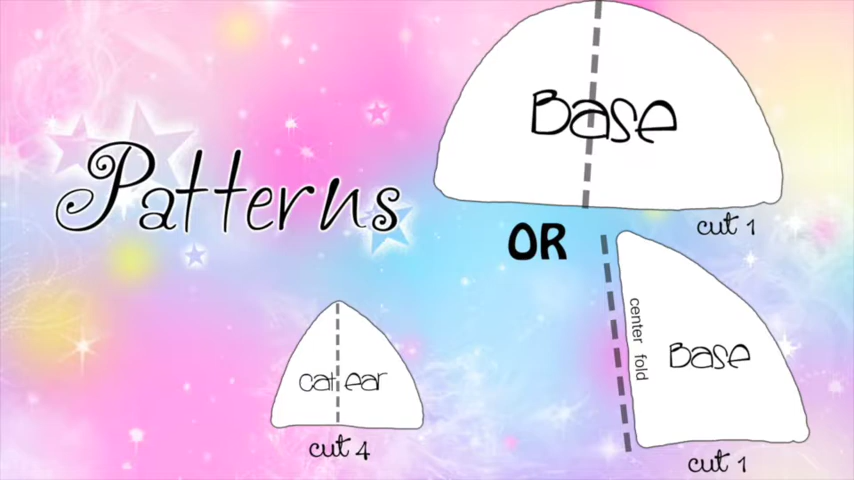 Patterns
Base
cut 1
OR
center fold
Base
cut 1
cat ear
cut 4